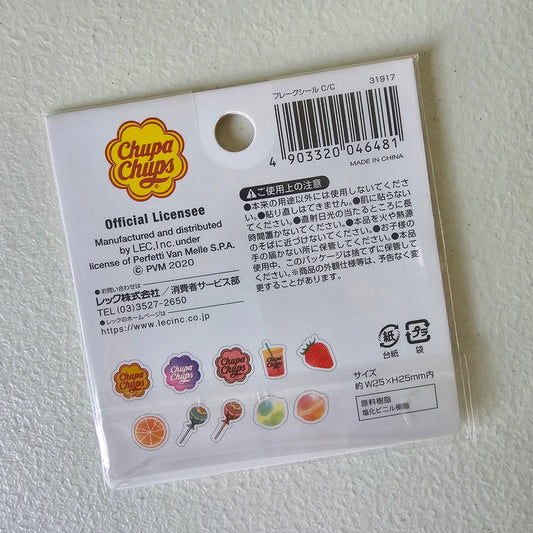 フレークシール C/C
31917
4 903320 046481
MADE IN CHINA
Chupa
Chups
Official Licensee
Manufactured and distributed
by LEC,Inc. under
license of Perfetti Van Melle S.P.A.
© PVM 2020
●お問い合わせは
レック株式会社／消費者サービス部
TEL (03)3527-2650
●レックのホームページは
https://www.lecinc.co.jp
⚠ご使用上の注意
●本来の用途以外には使用しないでくださ
い。●貼り直しはできません。●肌に貼らない
でください。●直射日光の当たるところに長
時間置かないでください。●本品を火や熱源
のそばに近づけないでください。●お子様の
手の届かない所に保管してください。●ご使
用中、このパッケージは捨てずに保管して
ください。※商品の外観仕様等は、予告なく変
更することがあります。
紙
台紙
プラ
袋
Chupa
Chups
Chupa
Chups
Chupa
Chups
Chupa
Chups
サイズ
約 W25×H25mm内
原料樹脂
塩化ビニル樹脂